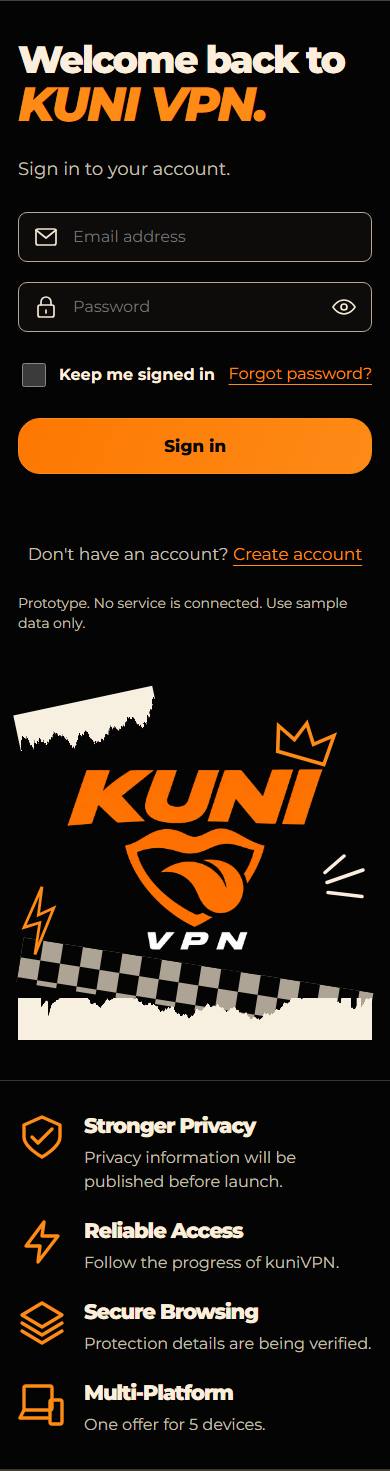 Welcome back to
KUNI VPN.
Sign in to your account.
Email address
Password
Keep me signed in Forgot password?
Sign in
Don't have an account? Create account
Prototype. No service is connected. Use sample
data only.
KUNI
VPN
Stronger Privacy
Privacy information will be
published before launch.
Reliable Access
Follow the progress of kuniVPN.
Secure Browsing
Protection details are being verified.
Multi-Platform
One offer for 5 devices.